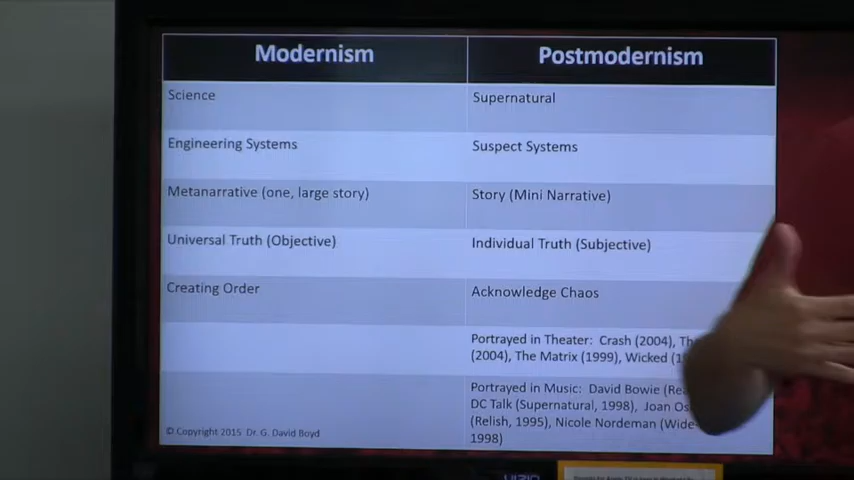 Modernism Postmodernism
Science Supernatural
Engineering Systems Suspect Systems
Metanarrative (one, large story) Story (Mini Narrative)
Universal Truth (Objective) Individual Truth (Subjective)
Creating Order Acknowledge Chaos
Portrayed in Theater: Crash (2004),
(2004), The Matrix (1999), Wicked
Portrayed in Music: David Bowie
DC Talk (Supernatural, 1998), Joan
(Relish, 1995), Nicole Nordeman (Wide-
1998)
© Copyright 2015 Dr. G. David Boyd
VIZIO